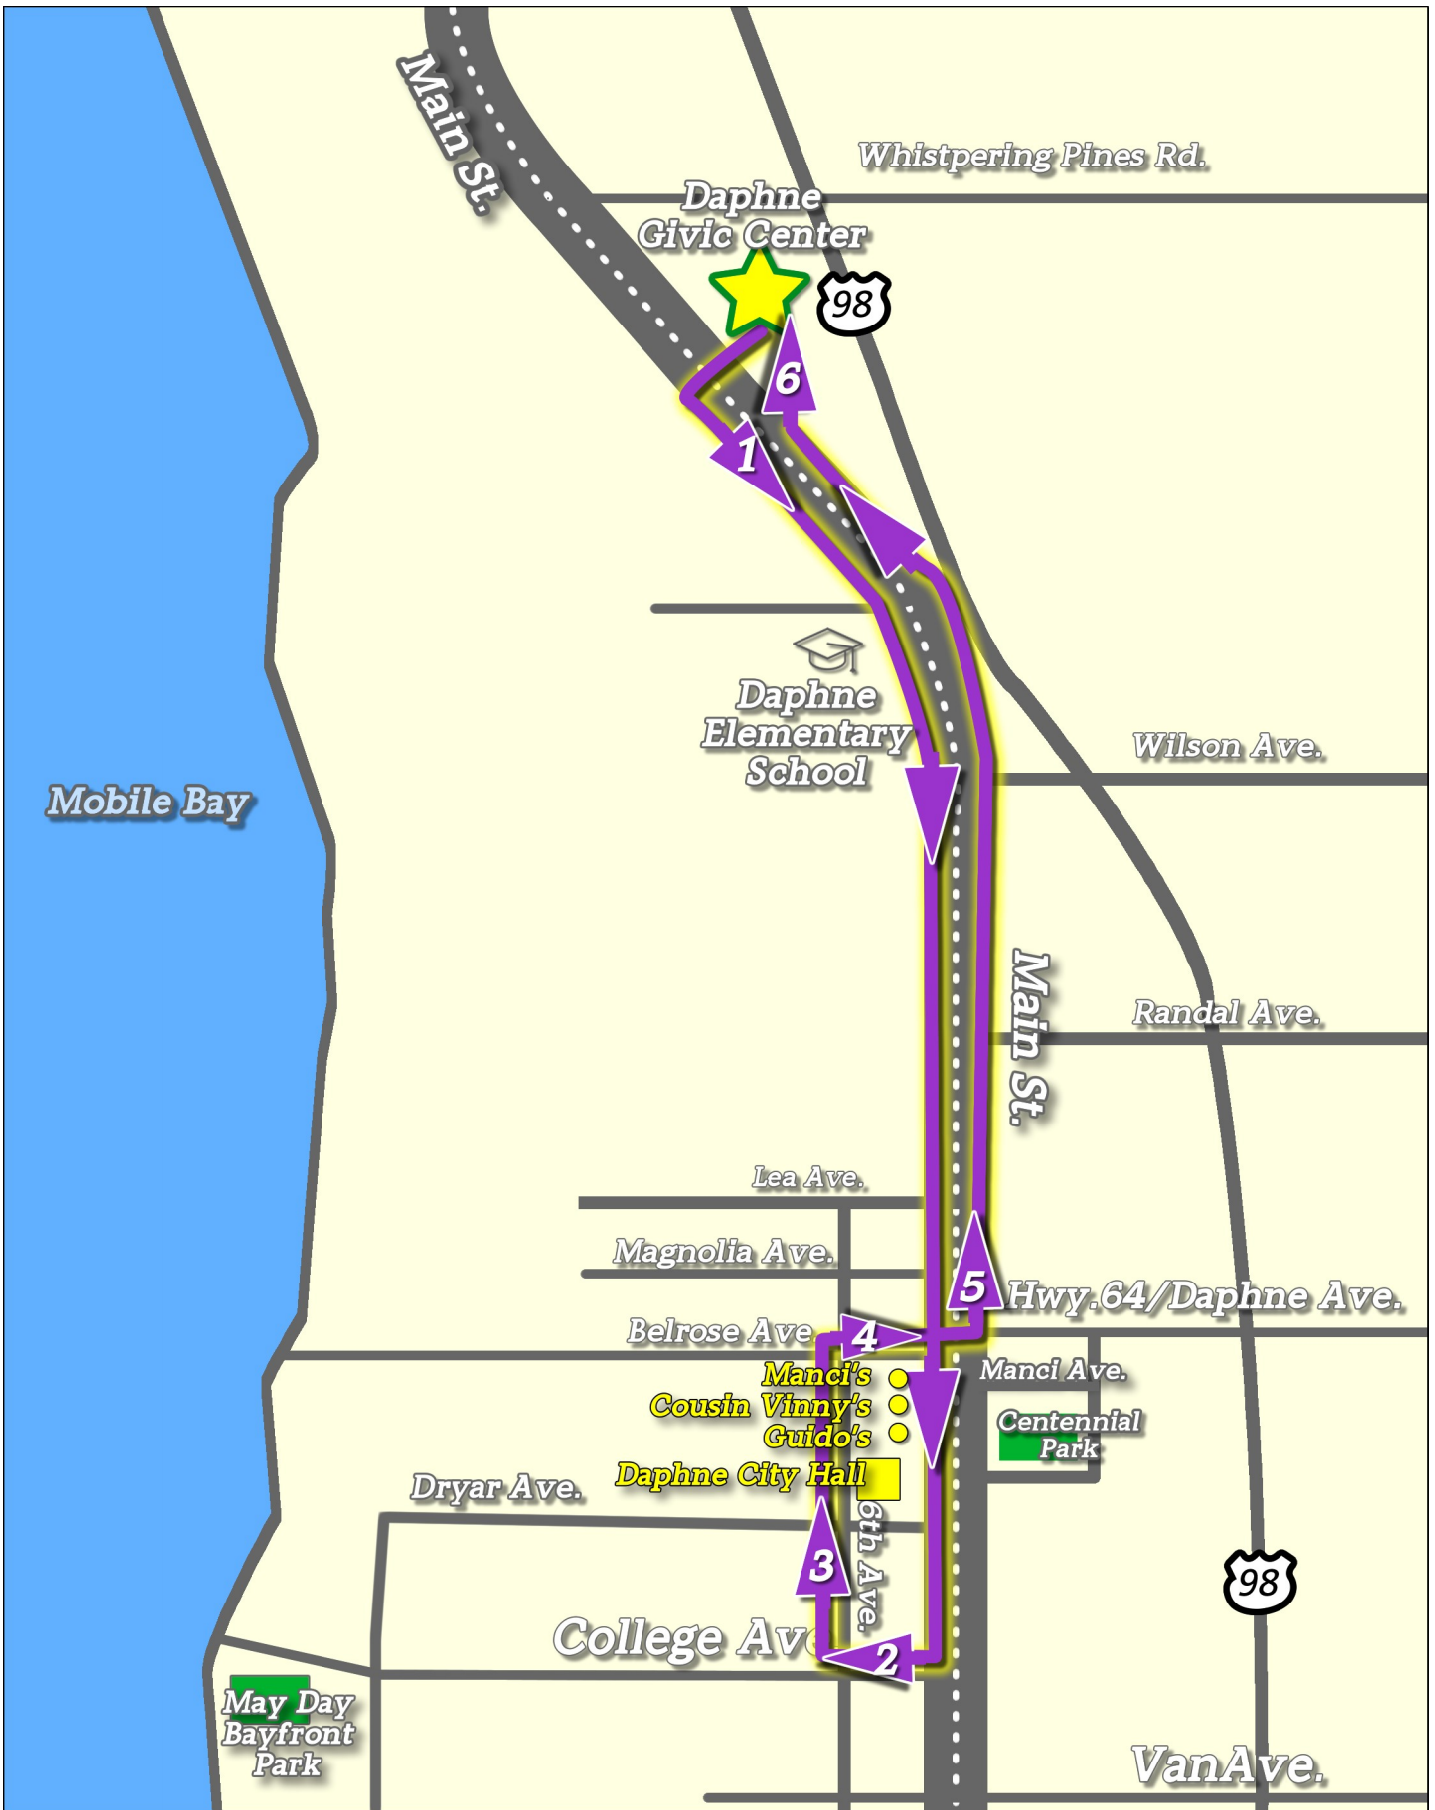 Main St.
Whistpering Pines Rd.
Daphne
Givic Center
98
6
1
Daphne
Elementary
School
Wilson Ave.
Mobile Bay
Main St.
Randal Ave.
Lea Ave.
Magnolia Ave.
5
Hwy.64/Daphne Ave.
Belrose Ave.
4
Manci's
Manci Ave.
Cousin Vinny's
Guido's
Centennial
Park
Daphne City Hall
Dryar Ave.
6th Ave.
3
98
College Ave
2
May Day
Bayfront
Park
VanAve.